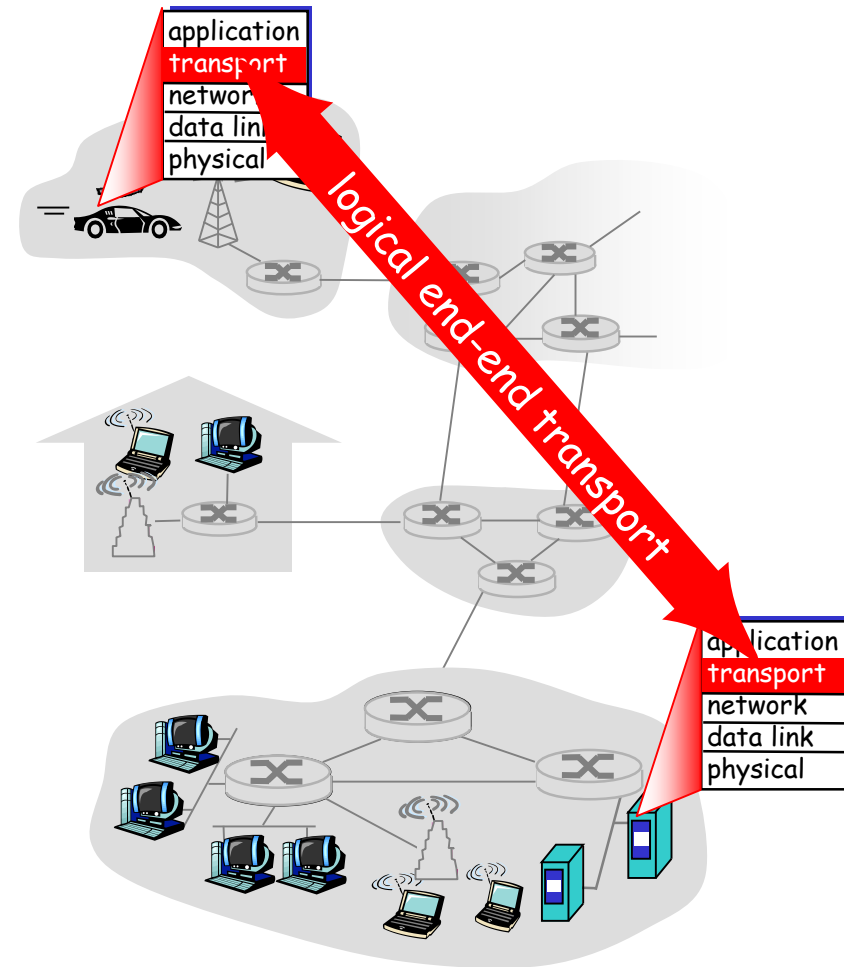 application
transport
network
data link
physical
logical end-end transport
application
transport
network
data link
physical